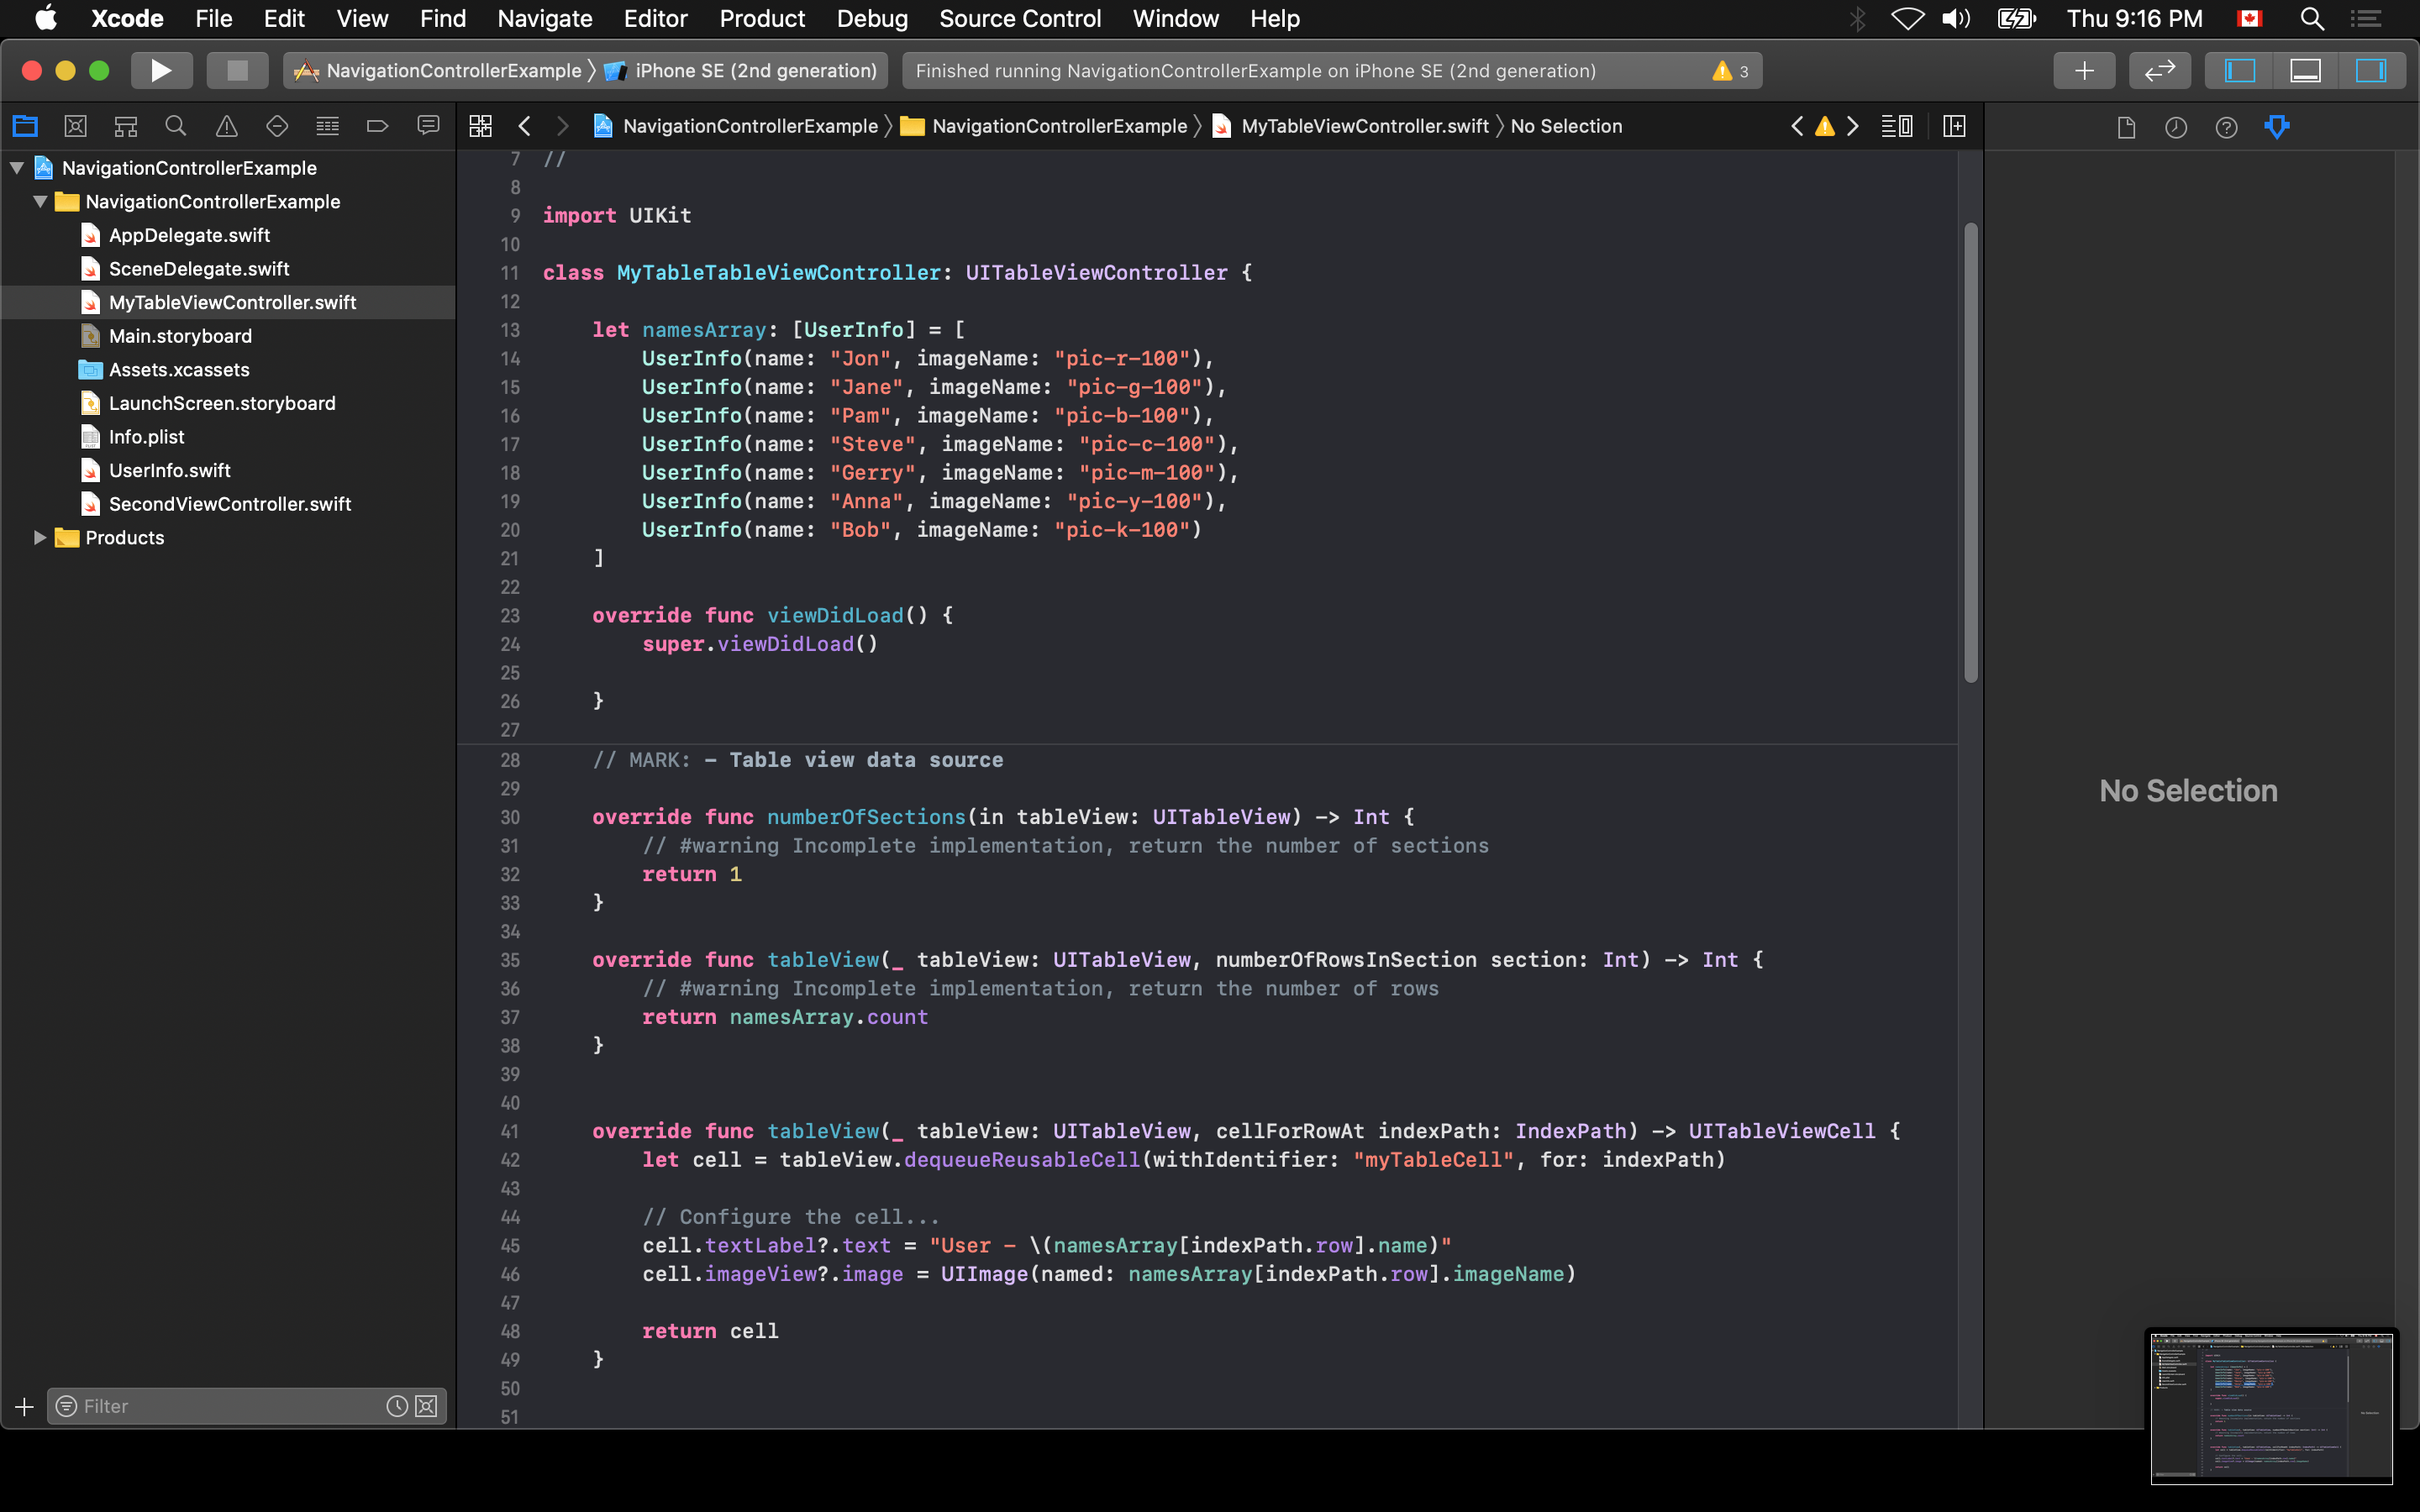 Xcode File Edit View Find Navigate Editor Product Debug Source Control Window Help Thu 9:16 PM
NavigationControllerExample iPhone SE (2nd generation) Finished running NavigationControllerExample on iPhone SE (2nd generation) 3
NavigationControllerExample NavigationControllerExample MyTableViewController.swift No Selection
NavigationControllerExample
NavigationControllerExample
AppDelegate.swift
SceneDelegate.swift
MyTableViewController.swift
Main.storyboard
Assets.xcassets
LaunchScreen.storyboard
Info.plist
UserInfo.swift
SecondViewController.swift
Products
Filter
7 //
8
9 import UIKit
10
11 class MyTableTableViewController: UITableViewController {
12
13 let namesArray: [UserInfo] = [
14 UserInfo(name: "Jon", imageName: "pic-r-100"),
15 UserInfo(name: "Jane", imageName: "pic-g-100"),
16 UserInfo(name: "Pam", imageName: "pic-b-100"),
17 UserInfo(name: "Steve", imageName: "pic-c-100"),
18 UserInfo(name: "Gerry", imageName: "pic-m-100"),
19 UserInfo(name: "Anna", imageName: "pic-y-100"),
20 UserInfo(name: "Bob", imageName: "pic-k-100")
21 ]
22
23 override func viewDidLoad() {
24 super.viewDidLoad()
25
26 }
27
28 // MARK: - Table view data source
29
30 override func numberOfSections(in tableView: UITableView) -> Int {
31 // #warning Incomplete implementation, return the number of sections
32 return 1
33 }
34
35 override func tableView(_ tableView: UITableView, numberOfRowsInSection section: Int) -> Int {
36 // #warning Incomplete implementation, return the number of rows
37 return namesArray.count
38 }
39
40
41 override func tableView(_ tableView: UITableView, cellForRowAt indexPath: IndexPath) -> UITableViewCell {
42 let cell = tableView.dequeueReusableCell(withIdentifier: "myTableCell", for: indexPath)
43
44 // Configure the cell...
45 cell.textLabel?.text = "User - \(namesArray[indexPath.row].name)"
46 cell.imageView?.image = UIImage(named: namesArray[indexPath.row].imageName)
47
48 return cell
49 }
50
51
No Selection